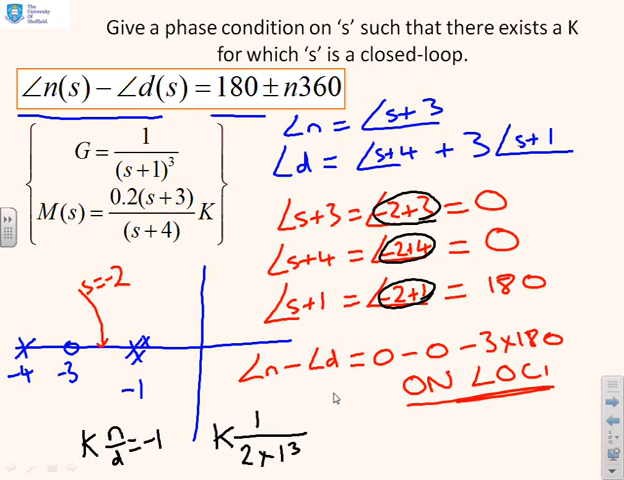 The
University
Of
Sheffield.
Give a phase condition on ‘s’ such that there exists a K
for which ‘s’ is a closed-loop.
∠n(s) − ∠d(s) = 180 ± n360
G = 1/(s+1)³
M(s) = 0.2(s+3)/(s+4) K
∠n = ∠s+3
∠d = ∠s+4 + 3∠s+1
∠s+3 = ∠-2+3 = 0
∠s+4 = ∠-2+4 = 0
∠s+1 = ∠-2+1 = 180
s=-2
-4 -3 -1
∠n - ∠d = 0 - 0 - 3×180
ON LOCI
K n/d = -1
K 1/(2×1³)